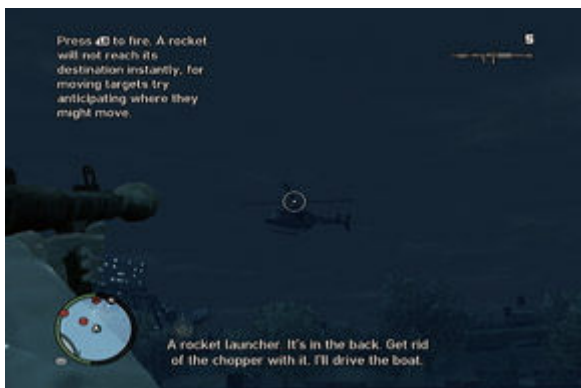 Press to fire. A rocket
will not reach its
destination instantly, for
moving targets try
anticipating where they
might move.
5
A rocket launcher. It's in the back. Get rid
of the chopper with it. I'll drive the boat.